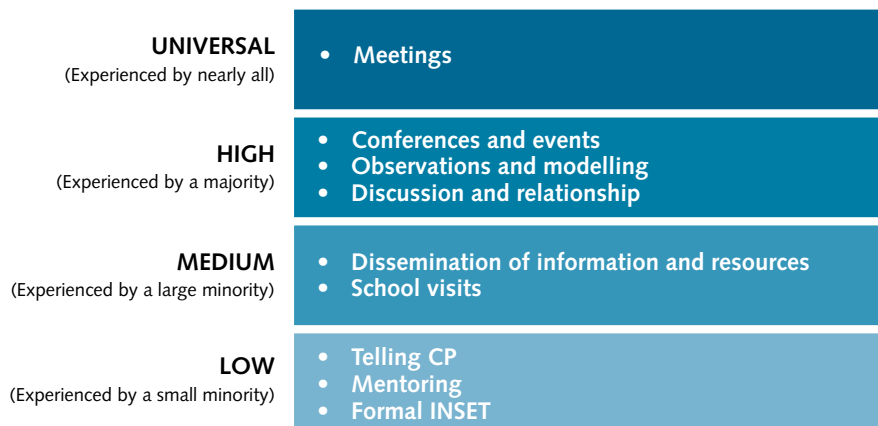 UNIVERSAL
(Experienced by nearly all)
• Meetings
HIGH
(Experienced by a majority)
• Conferences and events
• Observations and modelling
• Discussion and relationship
MEDIUM
(Experienced by a large minority)
• Dissemination of information and resources
• School visits
LOW
(Experienced by a small minority)
• Telling CP
• Mentoring
• Formal INSET